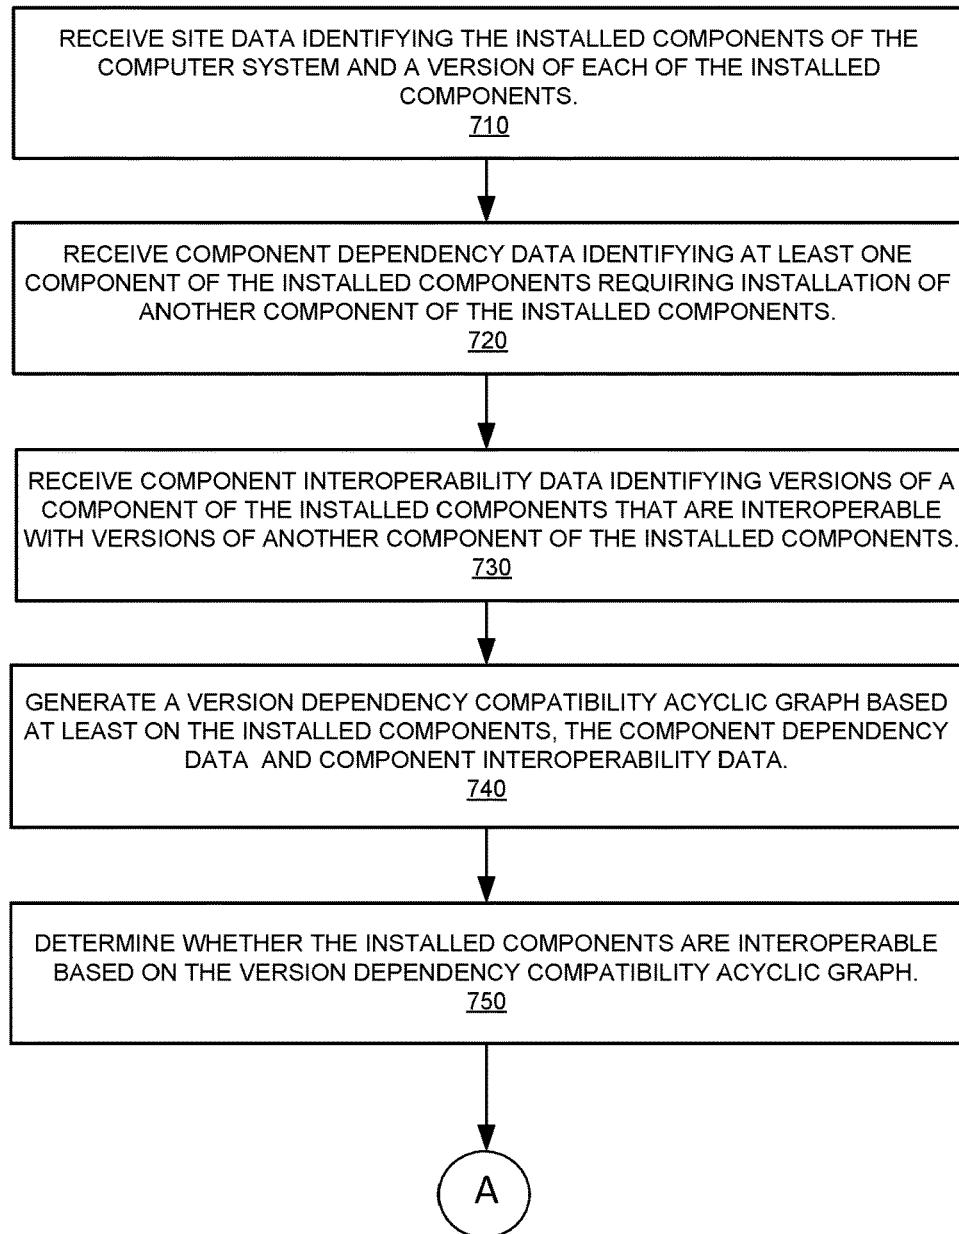 RECEIVE SITE DATA IDENTIFYING THE INSTALLED COMPONENTS OF THE
COMPUTER SYSTEM AND A VERSION OF EACH OF THE INSTALLED
COMPONENTS.
710
RECEIVE COMPONENT DEPENDENCY DATA IDENTIFYING AT LEAST ONE
COMPONENT OF THE INSTALLED COMPONENTS REQUIRING INSTALLATION OF
ANOTHER COMPONENT OF THE INSTALLED COMPONENTS.
720
RECEIVE COMPONENT INTEROPERABILITY DATA IDENTIFYING VERSIONS OF A
COMPONENT OF THE INSTALLED COMPONENTS THAT ARE INTEROPERABLE
WITH VERSIONS OF ANOTHER COMPONENT OF THE INSTALLED COMPONENTS.
730
GENERATE A VERSION DEPENDENCY COMPATIBILITY ACYCLIC GRAPH BASED
AT LEAST ON THE INSTALLED COMPONENTS, THE COMPONENT DEPENDENCY
DATA AND COMPONENT INTEROPERABILITY DATA.
740
DETERMINE WHETHER THE INSTALLED COMPONENTS ARE INTEROPERABLE
BASED ON THE VERSION DEPENDENCY COMPATIBILITY ACYCLIC GRAPH.
750
A